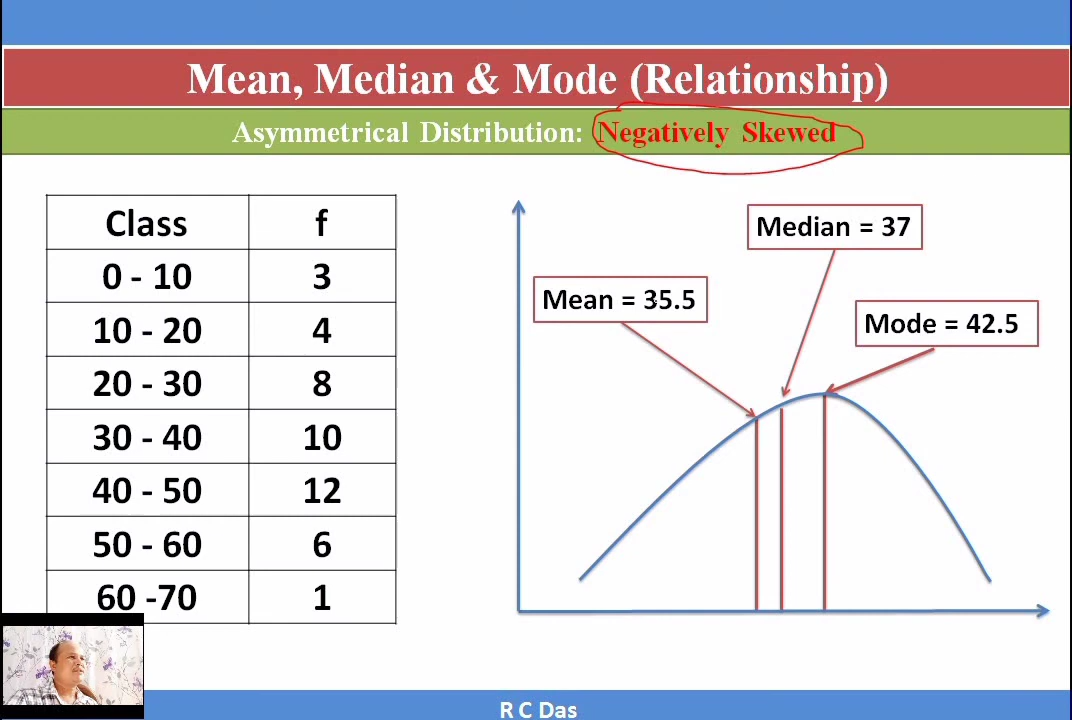 Mean, Median & Mode (Relationship)
Asymmetrical Distribution: Negatively Skewed
Class f
0 - 10 3
10 - 20 4
20 - 30 8
30 - 40 10
40 - 50 12
50 - 60 6
60 -70 1
Median = 37
Mean = 35.5
Mode = 42.5
R C Das